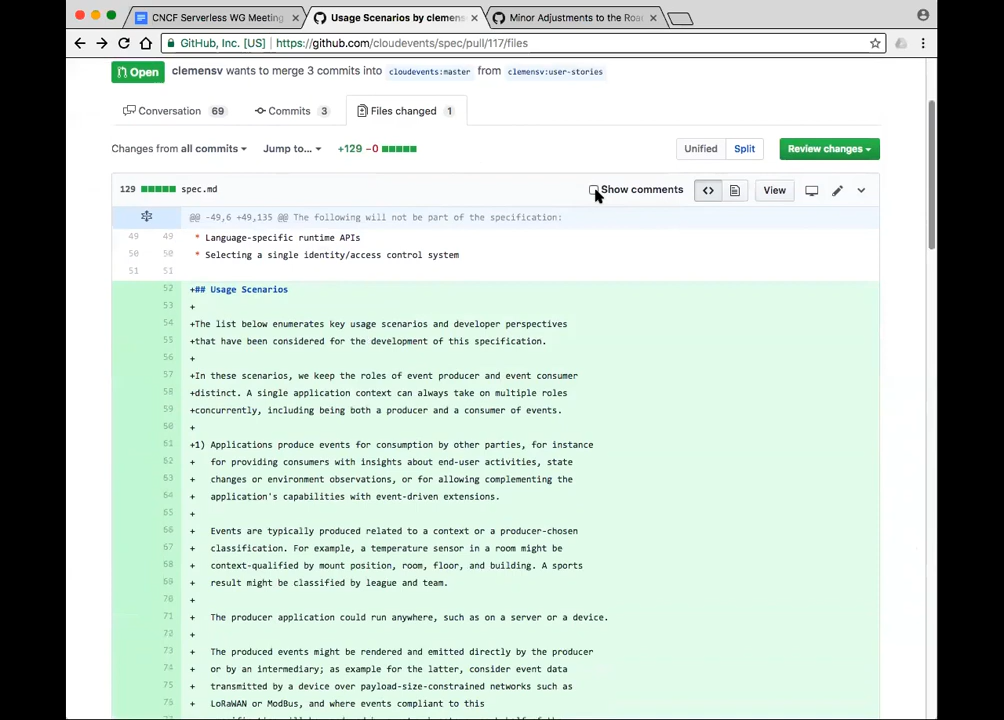 CNCF Serverless WG Meeting
Usage Scenarios by clemens
Minor Adjustments to the Roa
GitHub, Inc. [US] https://github.com/cloudevents/spec/pull/117/files
Open clemensv wants to merge 3 commits into cloudevents:master from clemensv:user-stories
Conversation 69 Commits 3 Files changed 1
Changes from all commits Jump to... +129 −0 Unified Split Review changes
129 spec.md Show comments <> View
@@ -49,6 +49,135 @@ The following will not be part of the specification:
49 49 * Language-specific runtime APIs
50 50 * Selecting a single identity/access control system
51 51
52 +## Usage Scenarios
53 +
54 +The list below enumerates key usage scenarios and developer perspectives
55 +that have been considered for the development of this specification.
56 +
57 +In these scenarios, we keep the roles of event producer and event consumer
58 +distinct. A single application context can always take on multiple roles
59 +concurrently, including being both a producer and a consumer of events.
60 +
61 +1) Applications produce events for consumption by other parties, for instance
62 + for providing consumers with insights about end-user activities, state
63 + changes or environment observations, or for allowing complementing the
64 + application's capabilities with event-driven extensions.
65 +
66 + Events are typically produced related to a context or a producer-chosen
67 + classification. For example, a temperature sensor in a room might be
68 + context-qualified by mount position, room, floor, and building. A sports
69 + result might be classified by league and team.
70 +
71 + The producer application could run anywhere, such as on a server or a device.
72 +
73 + The produced events might be rendered and emitted directly by the producer
74 + or by an intermediary; as example for the latter, consider event data
75 + transmitted by a device over payload-size-constrained networks such as
76 + LoRaWAN or ModBus, and where events compliant to this